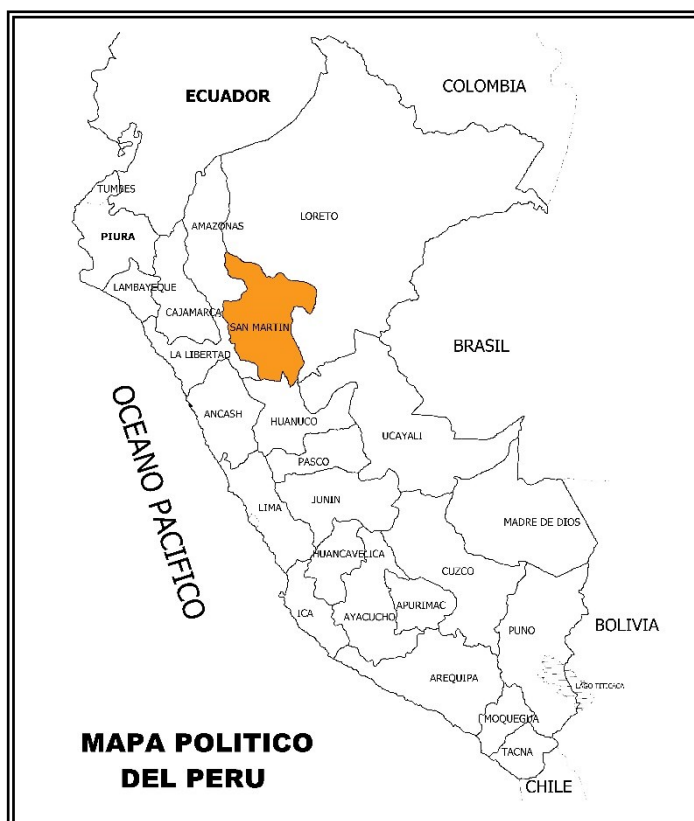 ECUADOR
COLOMBIA
TUMBES
LORETO
AMAZONAS
PIURA
LAMBAYEQUE
CAJAMARCA
SAN MARTIN
BRASIL
LA LIBERTAD
OCEANO PACIFICO
ANCASH
HUANUCO
UCAYALI
PASCO
LIMA
JUNIN
MADRE DE DIOS
HUANCAVELICA
CUZCO
ICA
AYACUCHO
APURIMAC
PUNO
BOLIVIA
AREQUIPA
LAGO TITICACA
MOQUEGUA
TACNA
CHILE
MAPA POLITICO
DEL PERU